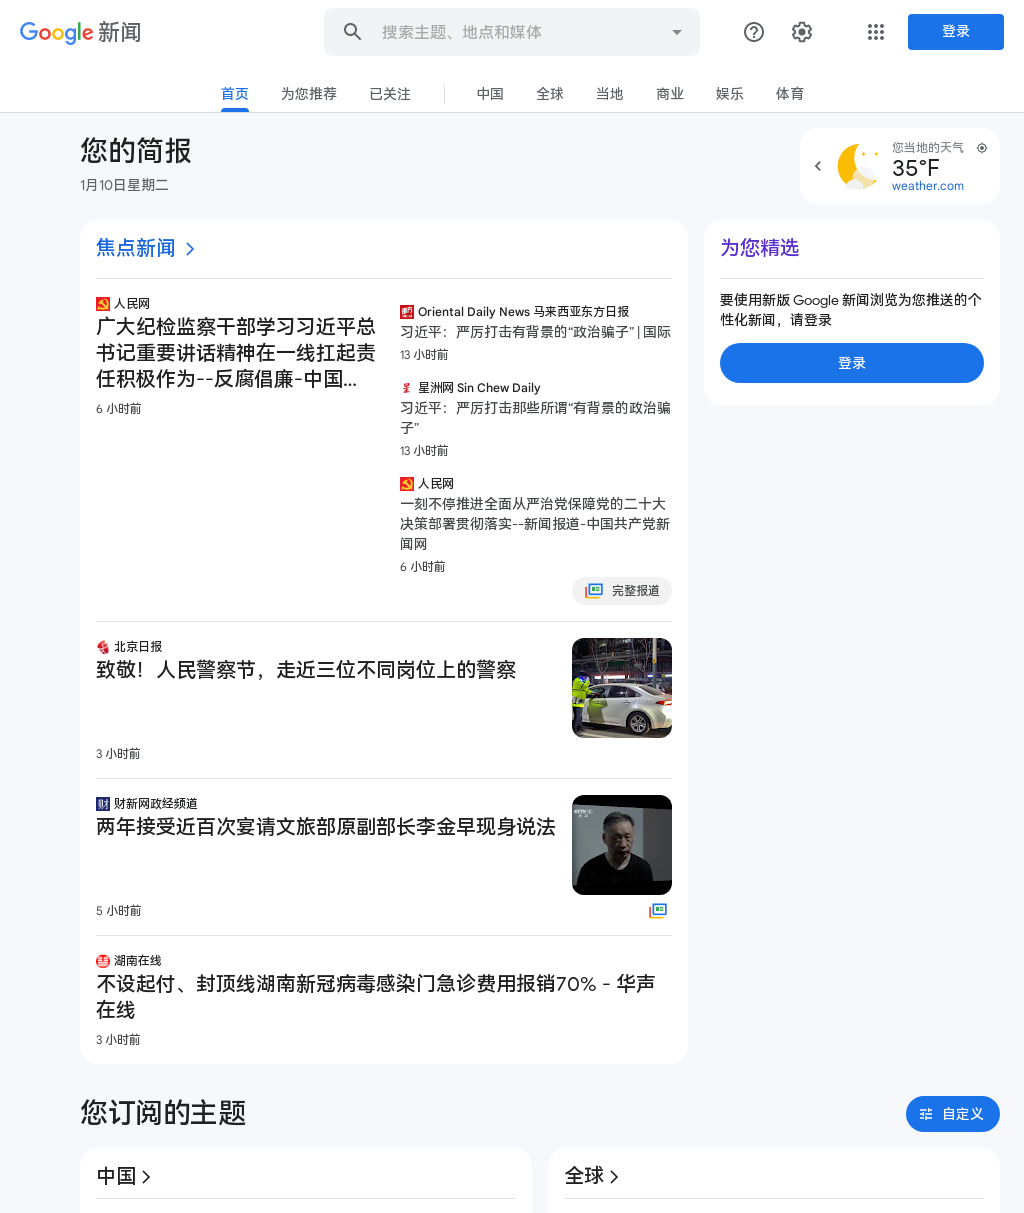 Google 新闻
搜索主题、地点和媒体
登录
首页
为您推荐
已关注
中国
全球
当地
商业
娱乐
体育
您的简报
1月10日星期二
您当地的天气
35°F
weather.com
焦点新闻
人民网
广大纪检监察干部学习习近平总
书记重要讲话精神在一线扛起责
任积极作为--反腐倡廉-中国...
6 小时前
Oriental Daily News 马来西亚东方日报
习近平：严厉打击有背景的“政治骗子” | 国际
13 小时前
星洲网 Sin Chew Daily
习近平：严厉打击那些所谓“有背景的政治骗
子”
13 小时前
人民网
一刻不停推进全面从严治党保障党的二十大
决策部署贯彻落实--新闻报道-中国共产党新
闻网
6 小时前
完整报道
北京日报
致敬！人民警察节，走近三位不同岗位上的警察
3 小时前
财新网政经频道
两年接受近百次宴请文旅部原副部长李金早现身说法
5 小时前
湖南在线
不设起付、封顶线湖南新冠病毒感染门急诊费用报销70% - 华声
在线
3 小时前
为您精选
要使用新版 Google 新闻浏览为您推送的个
性化新闻，请登录
登录
您订阅的主题
自定义
中国
全球